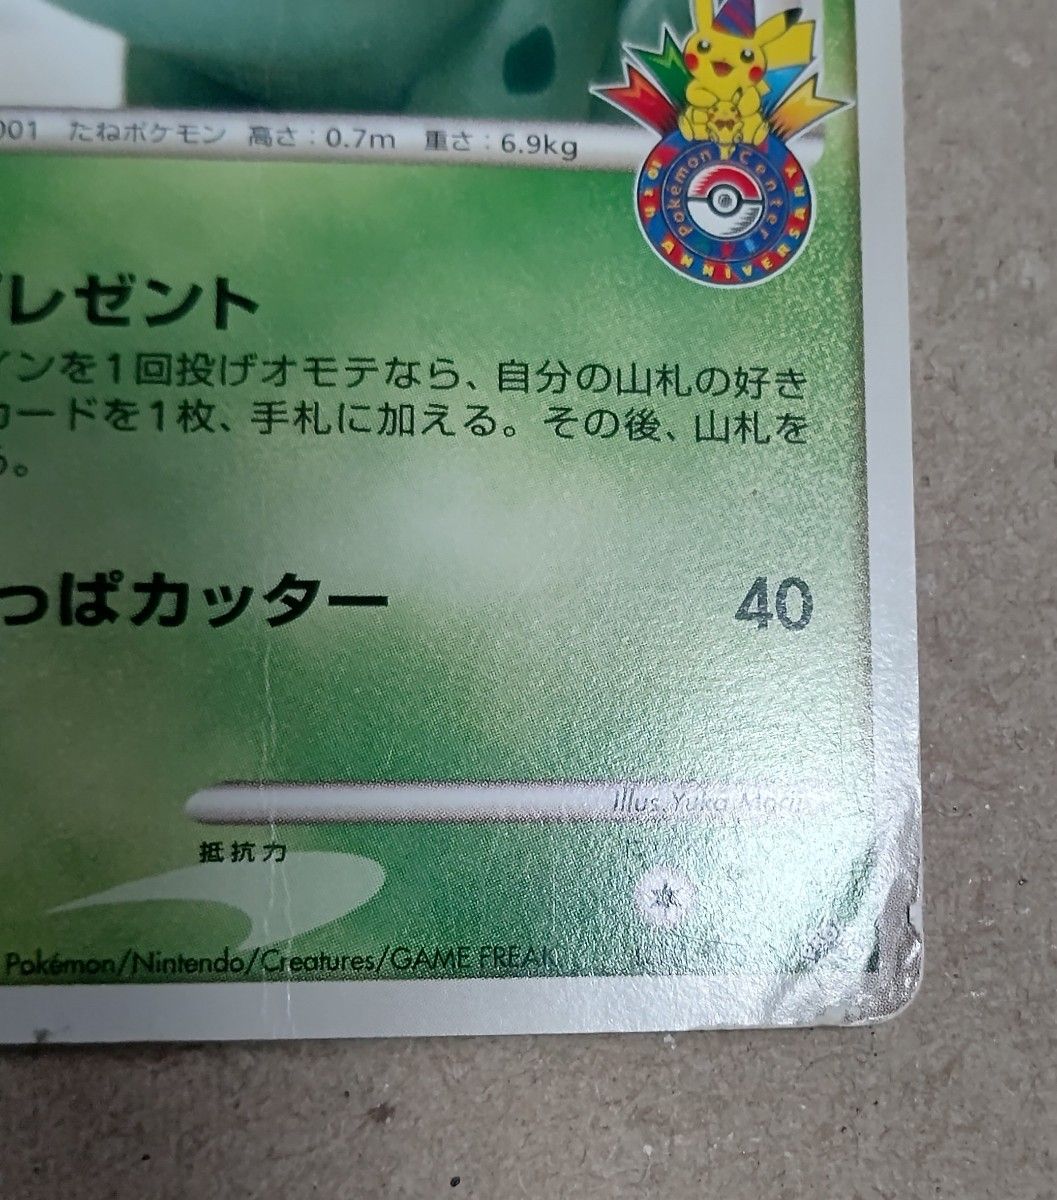 001 たねポケモン 高さ：0.7m 重さ：6.9kg
Pokémon Center
10th ANNIVERSARY
プレゼント
インを1回投げオモテなら、自分の山札の好き
カードを1枚、手札に加える。その後、山札を
る。
っぱカッター 40
Illus. Yuka Morii
抵抗力
Pokémon/Nintendo/Creatures/GAME FREAK